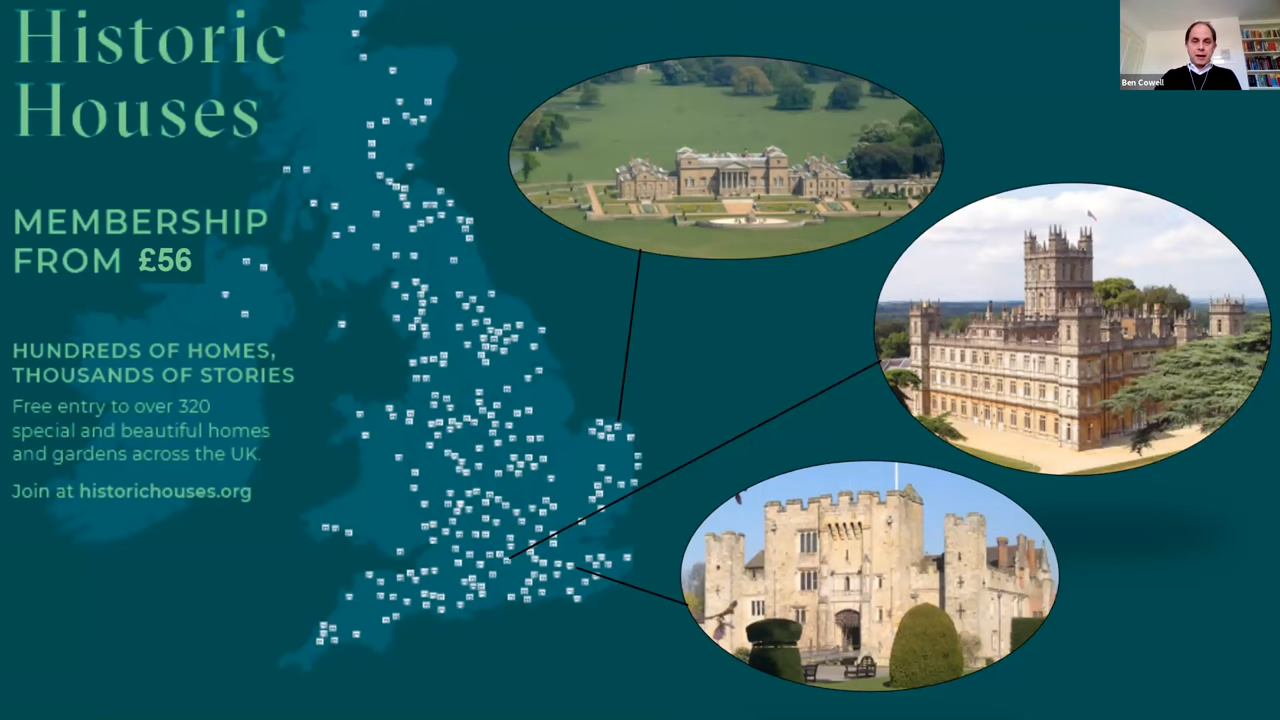 Historic
Houses
MEMBERSHIP
FROM £56
HUNDREDS OF HOMES,
THOUSANDS OF STORIES
Free entry to over 320
special and beautiful homes
and gardens across the UK.
Join at historichouses.org
Ben Cowell